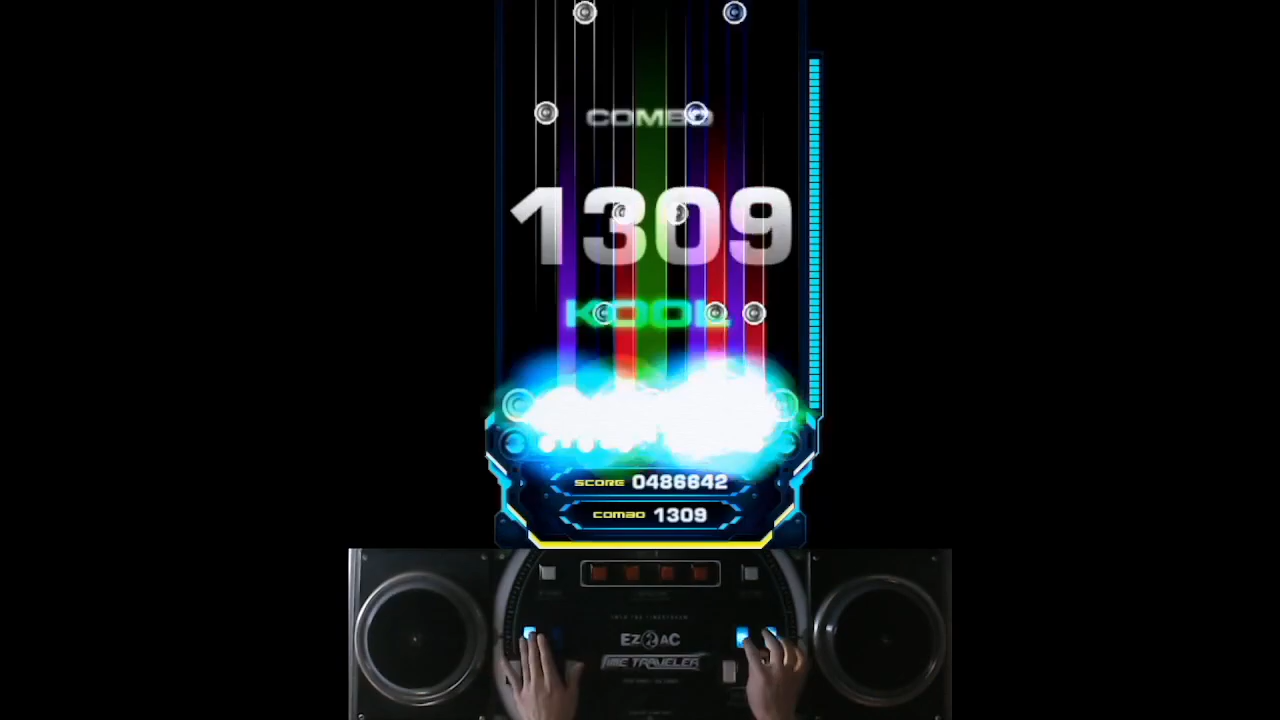 COMBO
1309
KOOL
SCORE 0486642
COMBO 1309
EZ2AC
TIME TRAVELER